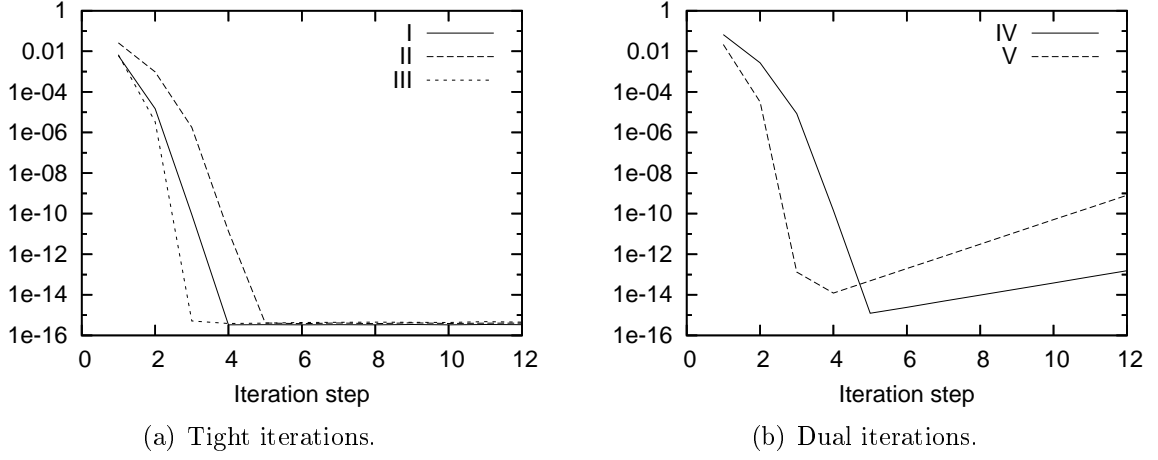 1
0.01
1e-04
1e-06
1e-08
1e-10
1e-12
1e-14
1e-16
0 2 4 6 8 10 12
Iteration step
I
II
III
(a) Tight iterations.
1
0.01
1e-04
1e-06
1e-08
1e-10
1e-12
1e-14
1e-16
0 2 4 6 8 10 12
Iteration step
IV
V
(b) Dual iterations.